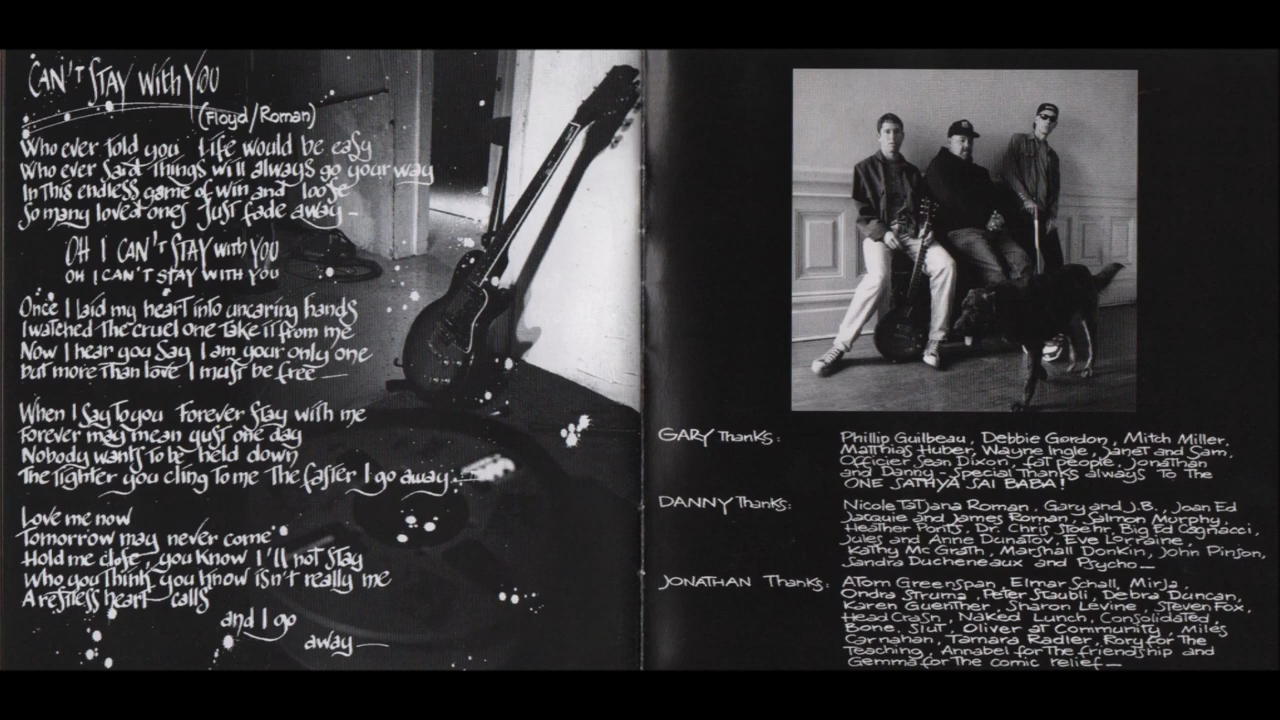 CAN'T STAY WITH YOU
(Floyd/Roman)
Who ever told you Life would be easy
Who ever said things will always go your way
In this endless game of win and loose
So many loved ones just fade away—
OH I CAN'T STAY WITH YOU
OH I CAN'T STAY WITH YOU
Once I laid my heart into uncaring hands
I watched the cruel one take it from me
Now I hear you say I am your only one
but more than love I must be free—
When I say to you Forever stay with me
Forever may mean qust one day
Nobody wants to be held down
The tighter you cling to me the faster I go away—
Love me now
Tomorrow may never come
Hold me close, you know I'll not stay
Who you think you know isn't really me
A restless heart calls
and I go
away—
GARY Thanks: Phillip Guilbeau, Debbie Gordon, Mitch Miller,
Matthias Huber, Wayne Ingle, Janet and Sam,
Officier Sean Dixon, fat people, Jonathan
and Danny - Special Thanks always To The
ONE SATHYA SAI BABA!
DANNY Thanks: Nicole Tatjana Roman, Gary and J.B., Joan Ed
Jacquie and James Roman, Salmon Murphy,
Heather Ponts, Dr. Chris Stoehr, Big Ed Cagnacci,
Jules and Anne Dunatov, Eve Lorraine,
Kathy McGrath, Marshall Donkin, John Pinson,
Sandra Ducheneaux and Psycho—
JONATHAN Thanks: ATom Greenspan, Elmar Schall, Mirja,
Ondra Struma, Peter Staubli, Debra Duncan,
Karen Guenther, Sharon Levine, Steven Fox,
Head Crash, Naked Lunch, Consolidated,
Bone, Slut, Oliver at Community, Miles
Carnahan, Tamara Radler, Rory for The
Teaching, Annabel for The friendship and
Gemma for The comic relief—